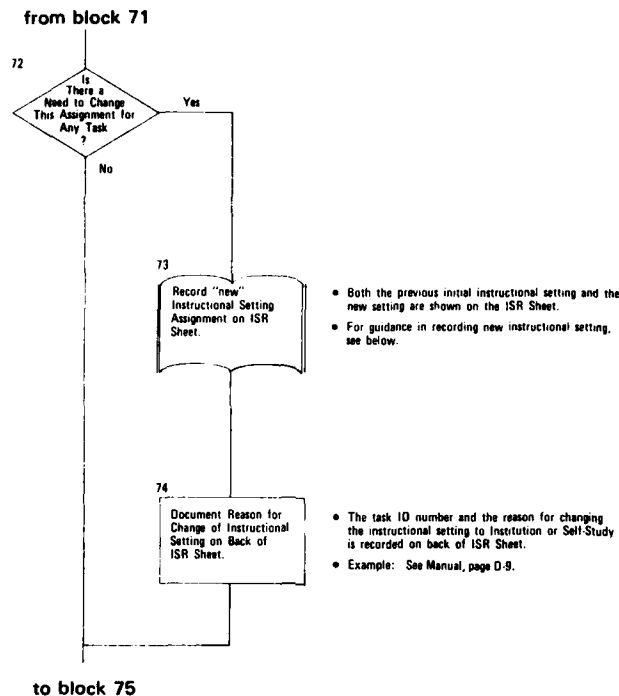 from block 71
72
Is
There a
Need to Change
This Assignment for
Any Task
?
Yes
No
73
Record "new"
Instructional Setting
Assignment on ISR
Sheet.
• Both the previous initial instructional setting and the
new setting are shown on the ISR Sheet.
• For guidance in recording new instructional setting,
see below.
74
Document Reason for
Change of Instructional
Setting on Back of
ISR Sheet.
• The task ID number and the reason for changing
the instructional setting to Institution or Self-Study
is recorded on back of ISR Sheet.
• Example: See Manual, page D-9.
to block 75